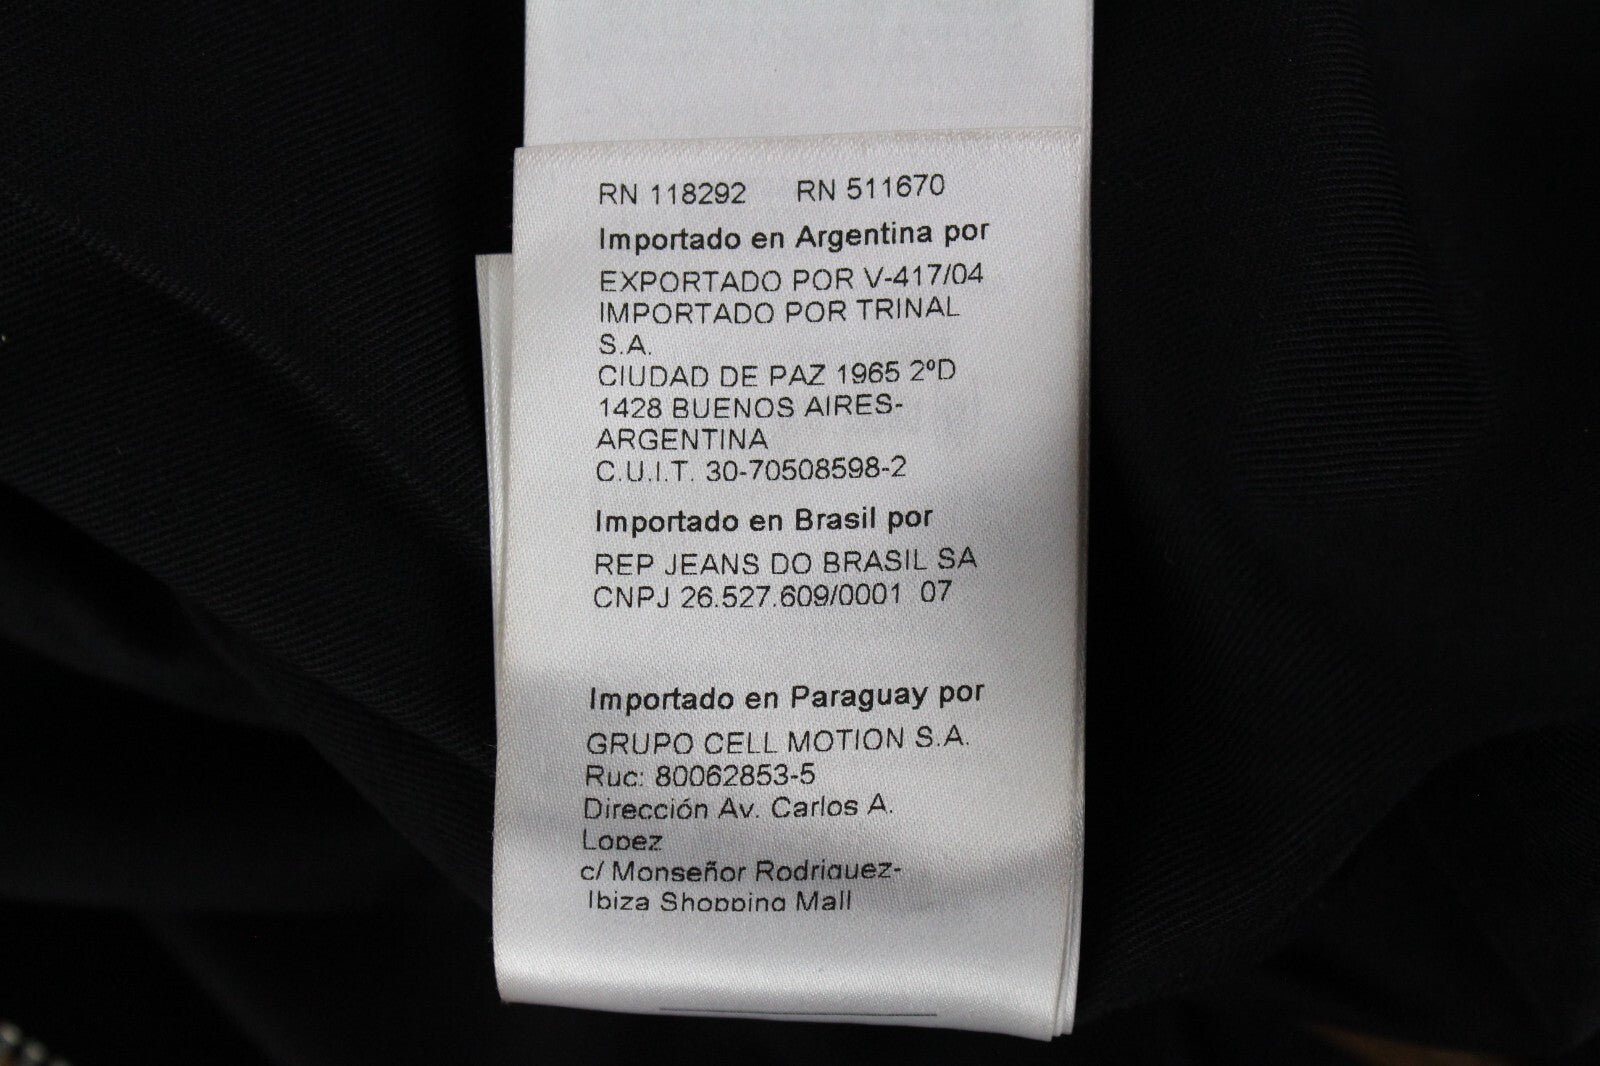 RN 118292 RN 511670
Importado en Argentina por
EXPORTADO POR V-417/04
IMPORTADO POR TRINAL
S.A.
CIUDAD DE PAZ 1965 2ºD
1428 BUENOS AIRES-
ARGENTINA
C.U.I.T. 30-70508598-2
Importado en Brasil por
REP JEANS DO BRASIL SA
CNPJ 26.527.609/0001 07
Importado en Paraguay por
GRUPO CELL MOTION S.A.
Ruc: 80062853-5
Dirección Av. Carlos A.
Lopez
c/ Monseñor Rodriguez-
Ibiza Shopping Mall